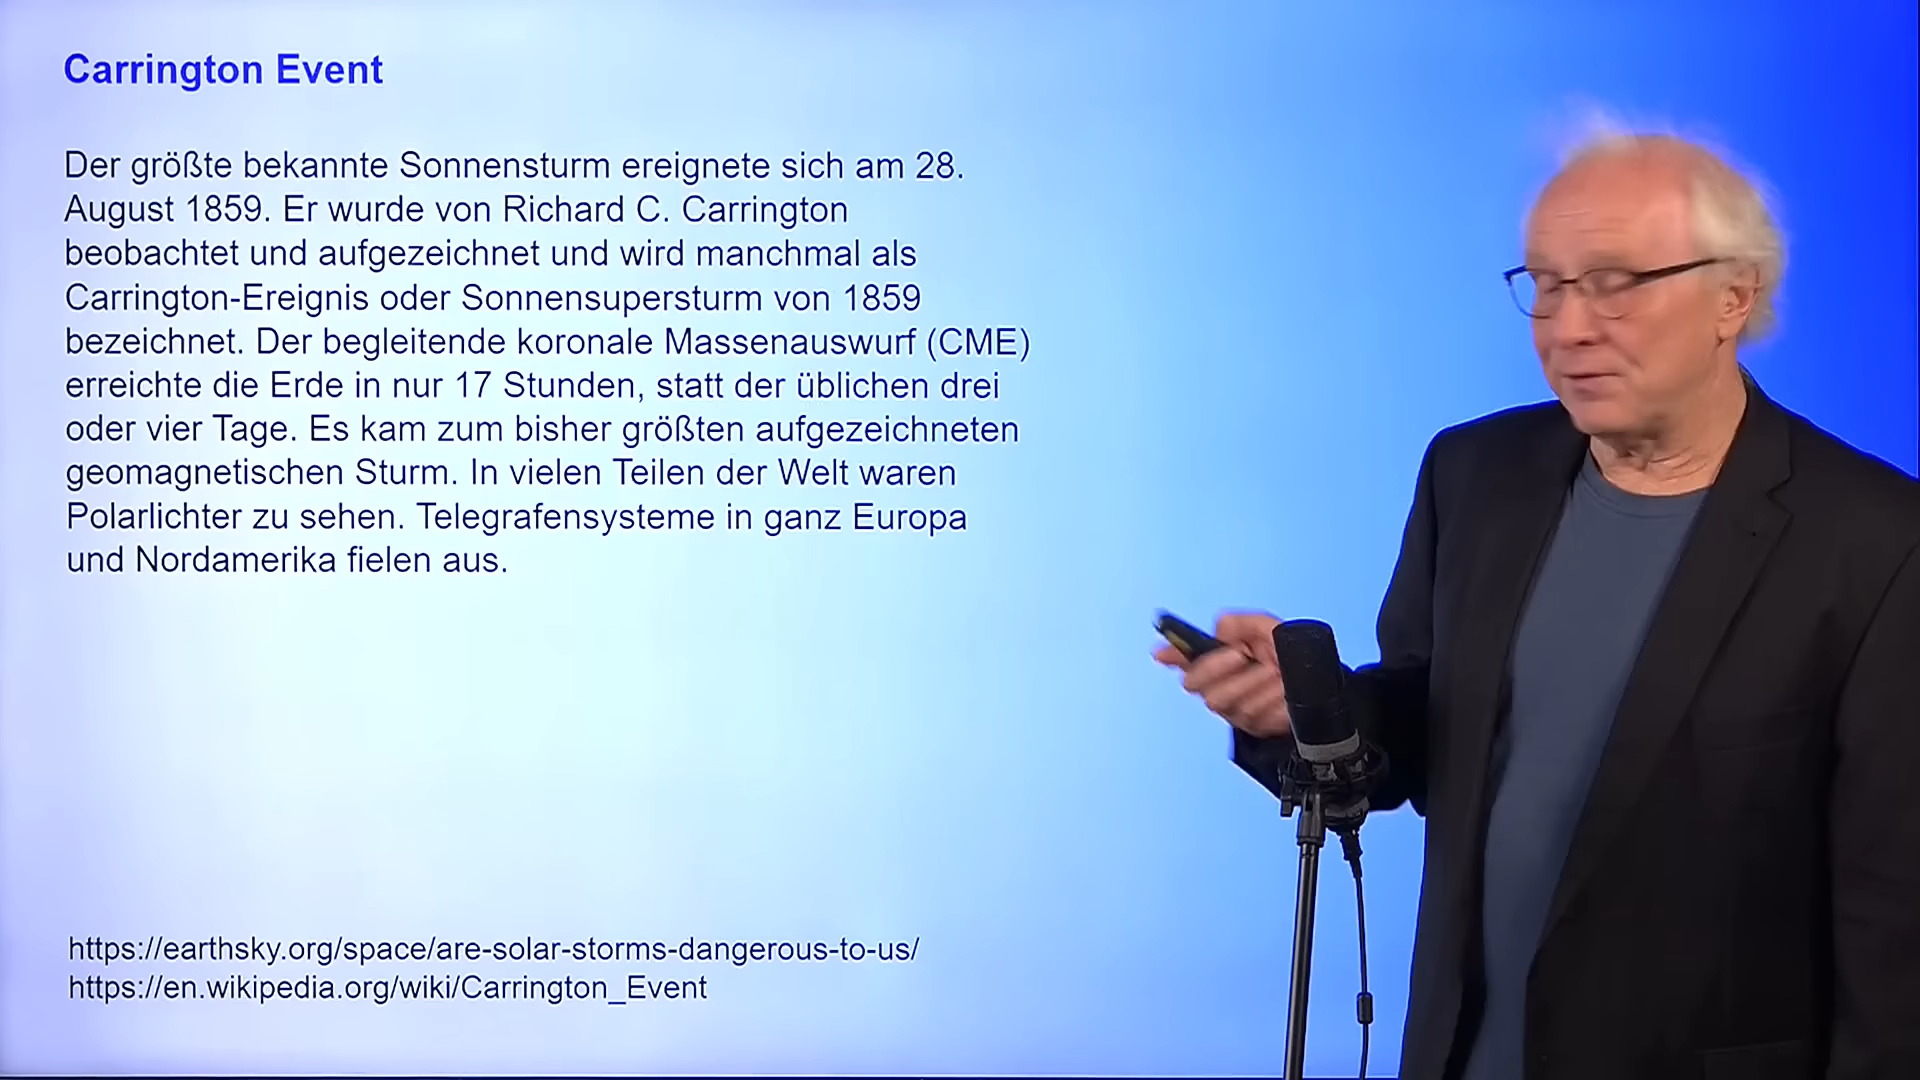 Carrington Event
Der größte bekannte Sonnensturm ereignete sich am 28.
August 1859. Er wurde von Richard C. Carrington
beobachtet und aufgezeichnet und wird manchmal als
Carrington-Ereignis oder Sonnensupersturm von 1859
bezeichnet. Der begleitende koronale Massenauswurf (CME)
erreichte die Erde in nur 17 Stunden, statt der üblichen drei
oder vier Tage. Es kam zum bisher größten aufgezeichneten
geomagnetischen Sturm. In vielen Teilen der Welt waren
Polarlichter zu sehen. Telegrafensysteme in ganz Europa
und Nordamerika fielen aus.
https://earthsky.org/space/are-solar-storms-dangerous-to-us/
https://en.wikipedia.org/wiki/Carrington_Event